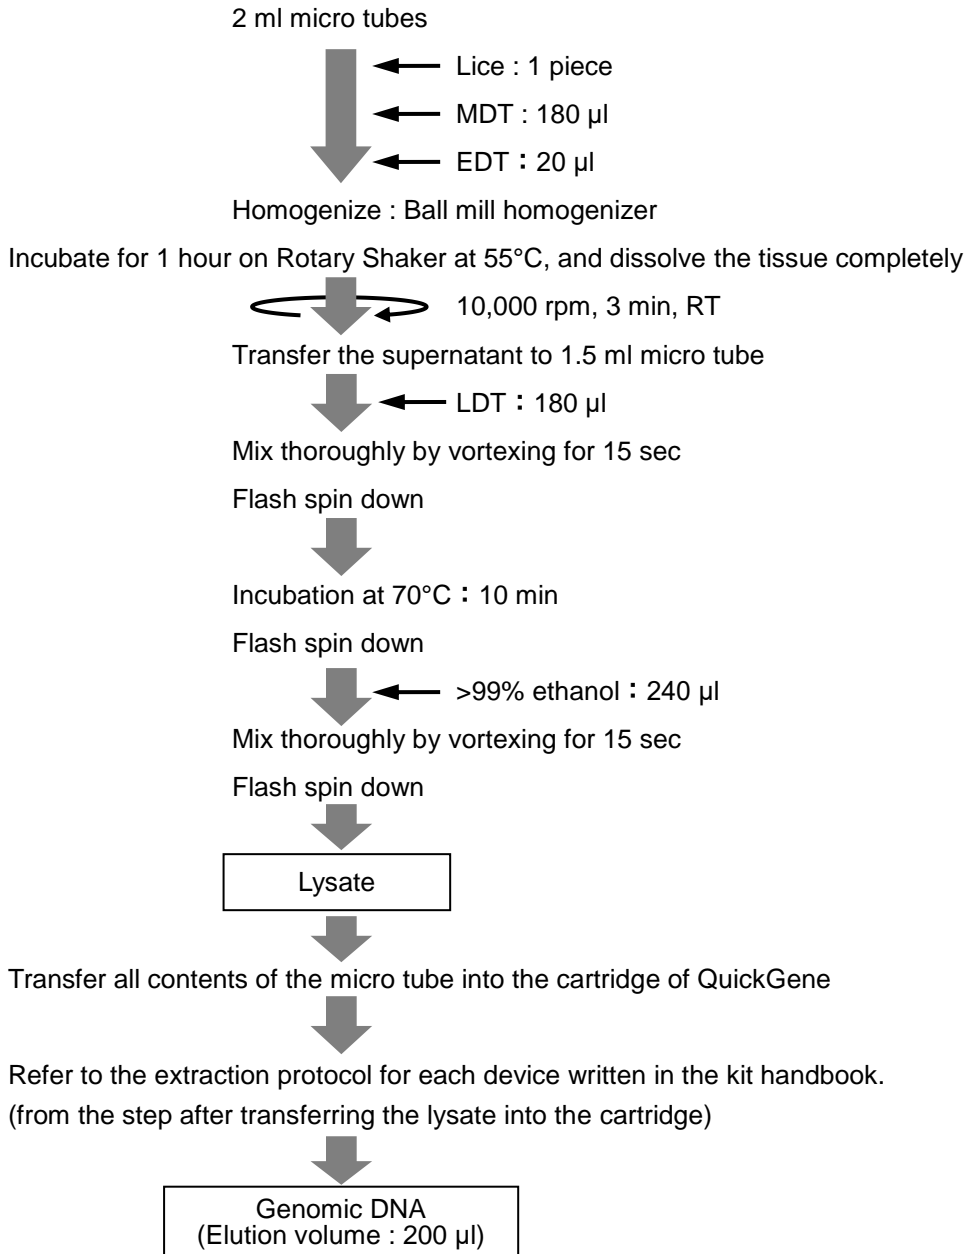 2 ml micro tubes
Lice : 1 piece
MDT : 180 µl
EDT：20 µl
Homogenize : Ball mill homogenizer
Incubate for 1 hour on Rotary Shaker at 55°C, and dissolve the tissue completely
10,000 rpm, 3 min, RT
Transfer the supernatant to 1.5 ml micro tube
LDT：180 µl
Mix thoroughly by vortexing for 15 sec
Flash spin down
Incubation at 70°C：10 min
Flash spin down
>99% ethanol：240 µl
Mix thoroughly by vortexing for 15 sec
Flash spin down
Lysate
Transfer all contents of the micro tube into the cartridge of QuickGene
Refer to the extraction protocol for each device written in the kit handbook.
(from the step after transferring the lysate into the cartridge)
Genomic DNA
(Elution volume : 200 µl)